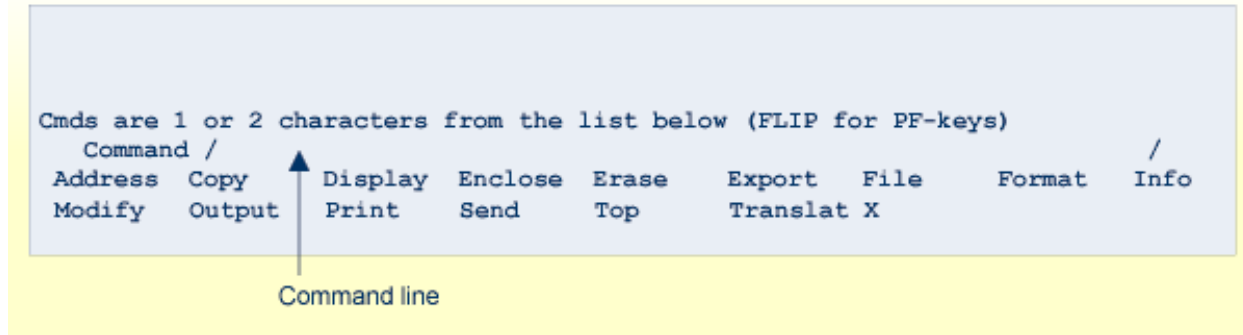 Cmds are 1 or 2 characters from the list below (FLIP for PF-keys)
Command / /
Address Copy Display Enclose Erase Export File Format Info
Modify Output Print Send Top Translat X
Command line